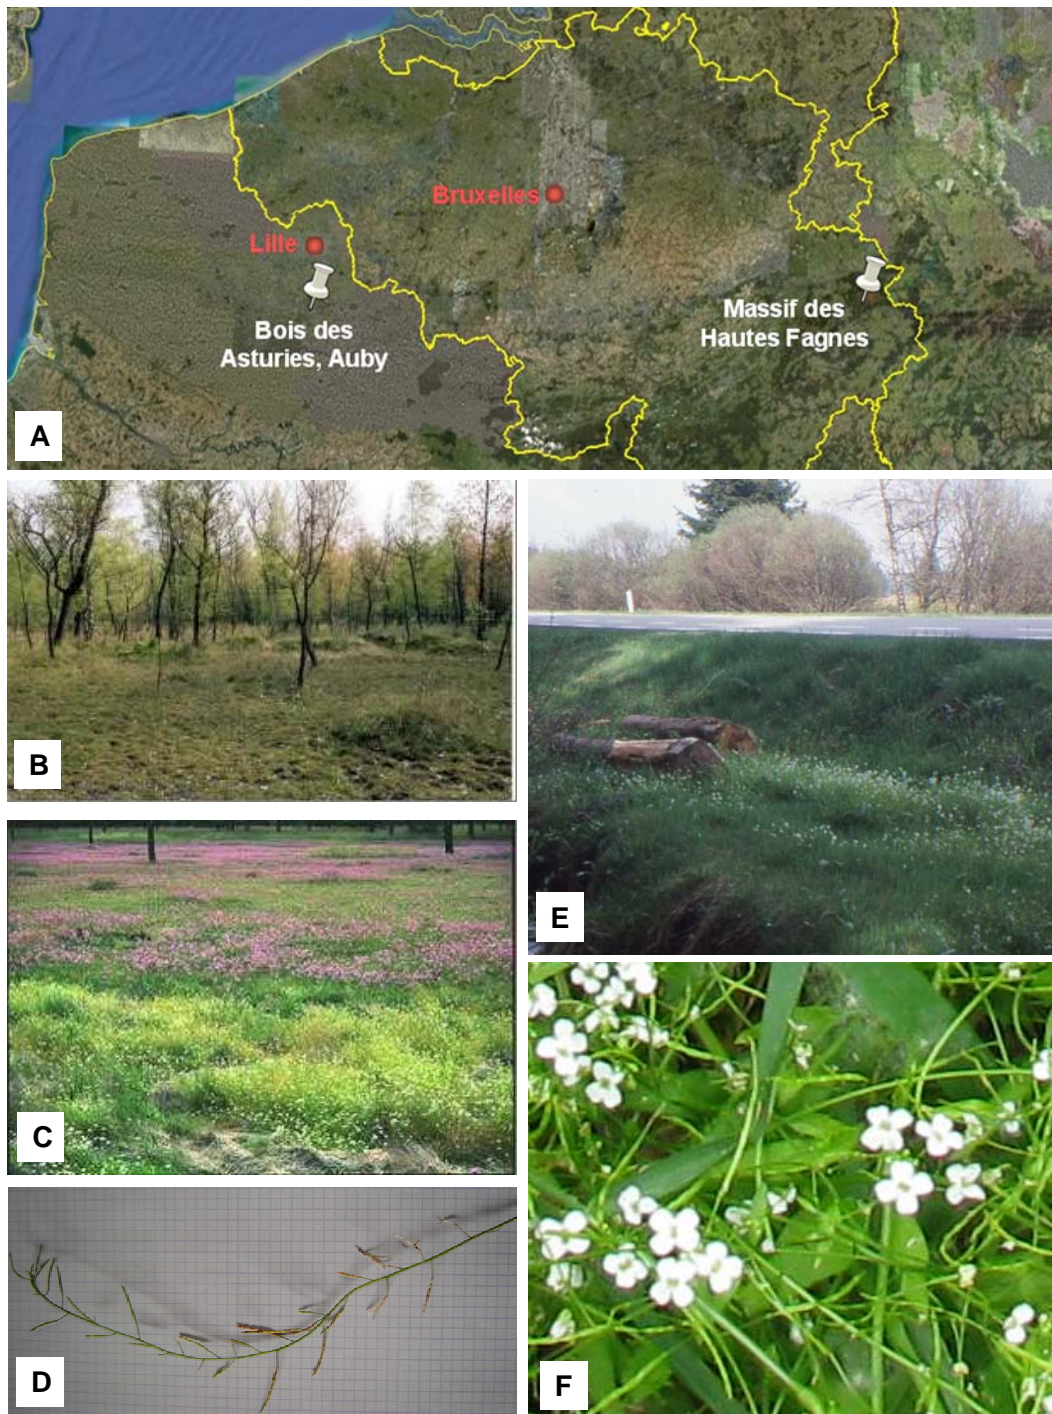 Bruxelles
Lille
Bois des
Asturies, Auby
Massif des
Hautes Fagnes
A
B
C
D
E
F